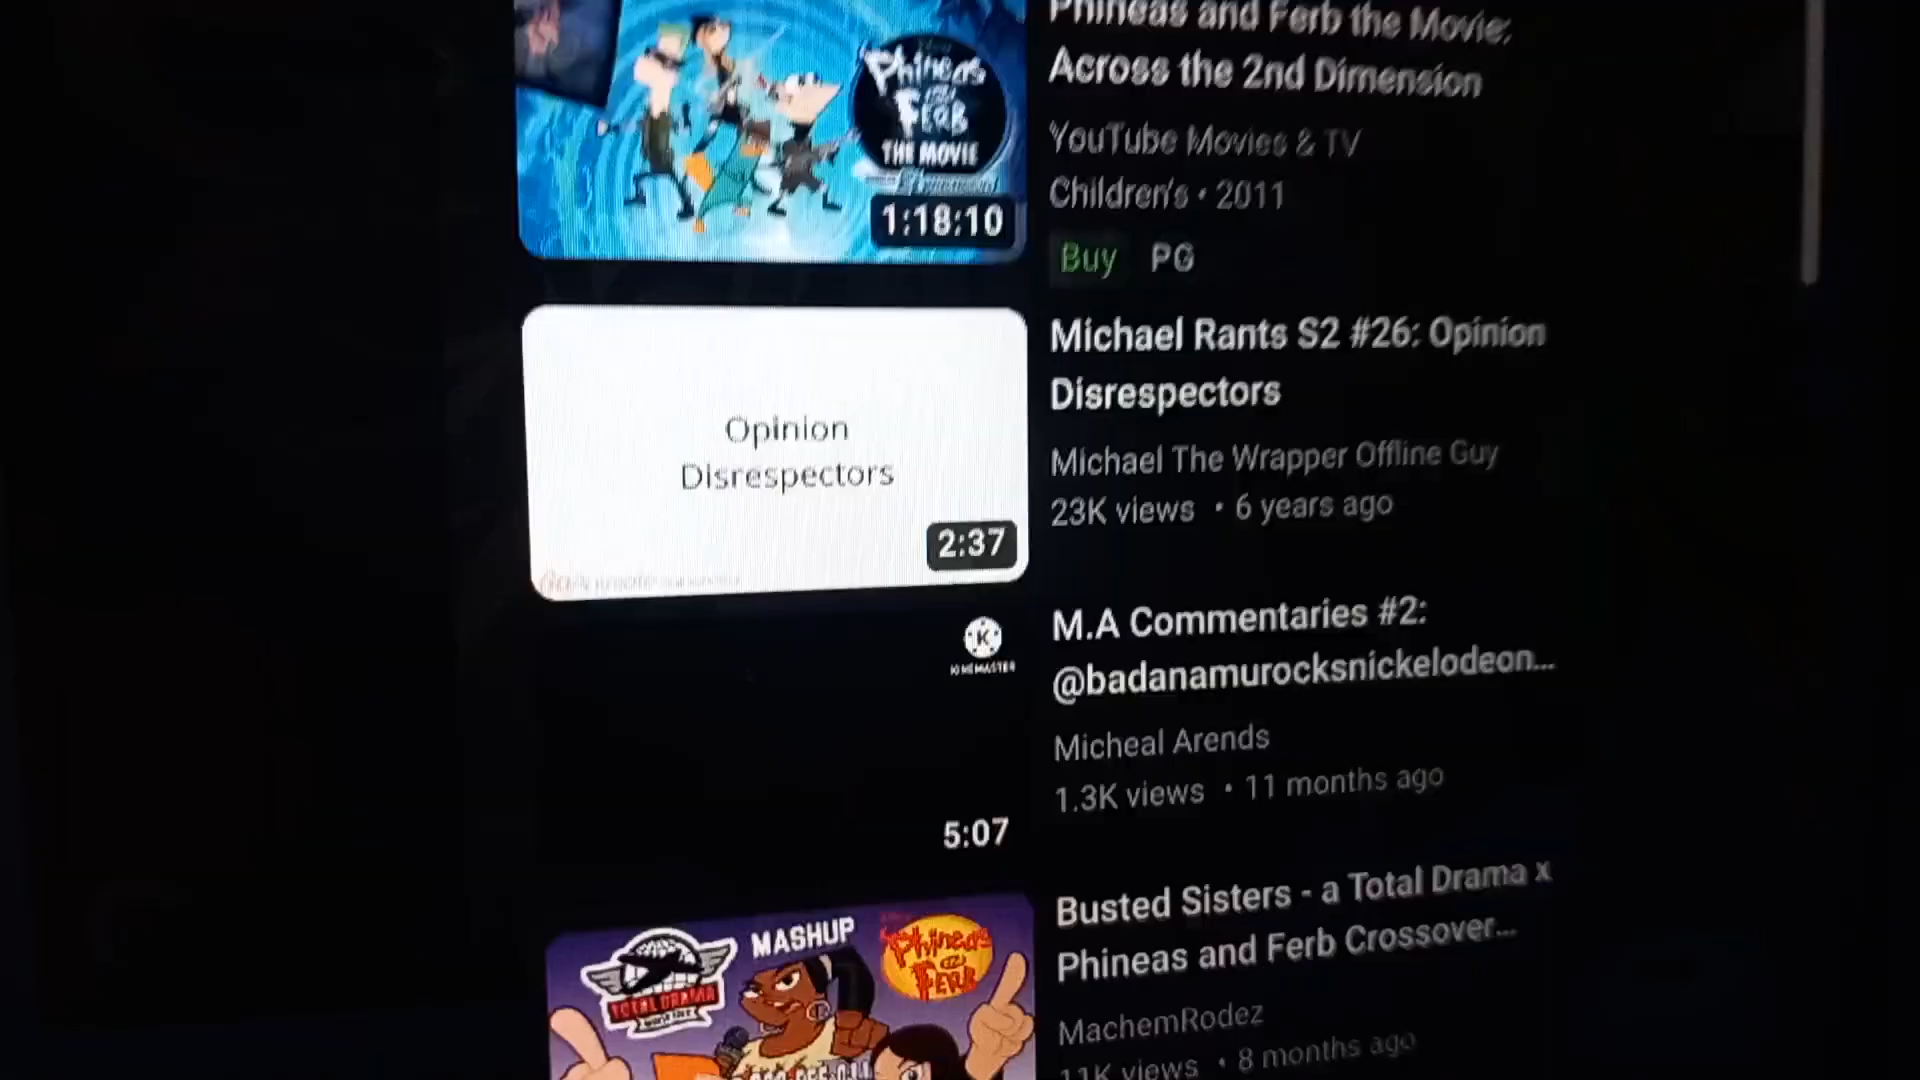 Phineas and Ferb the Movie:
Across the 2nd Dimension
YouTube Movies & TV
Children's • 2011
Buy PG
Phineas
and
Ferb
THE MOVIE
1:18:10
Michael Rants S2 #26: Opinion
Disrespectors
Michael The Wrapper Offline Guy
23K views • 6 years ago
Opinion
Disrespectors
2:37
M.A Commentaries #2:
@badanamurocksnickelodeon...
Micheal Arends
1.3K views • 11 months ago
K
KINEMASTER
5:07
Busted Sisters - a Total Drama x
Phineas and Ferb Crossover...
MachemRodez
11K views • 8 months ago
MASHUP
TOTAL DRAMA
Phineas
and
Ferb